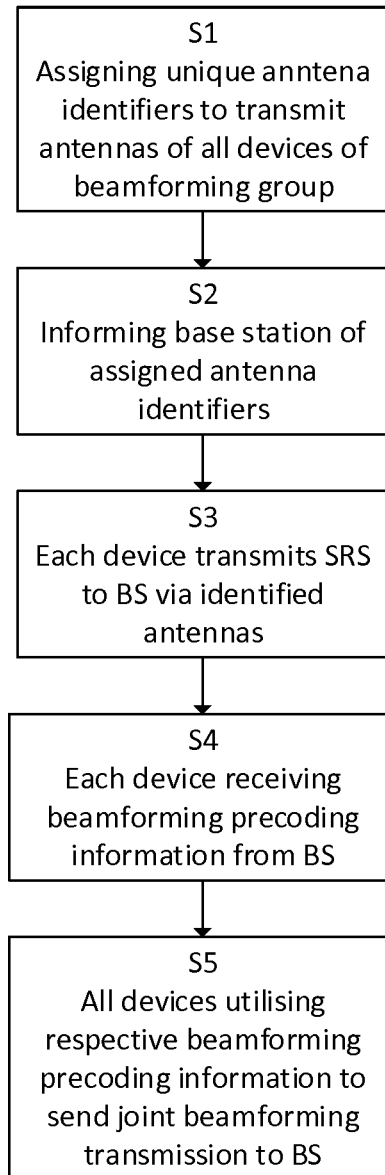 S1
Assigning unique anntena
identifiers to transmit
antennas of all devices of
beamforming group
S2
Informing base station of
assigned antenna
identifiers
S3
Each device transmits SRS
to BS via identified
antennas
S4
Each device receiving
beamforming precoding
information from BS
S5
All devices utilising
respective beamforming
precoding information to
send joint beamforming
transmission to BS